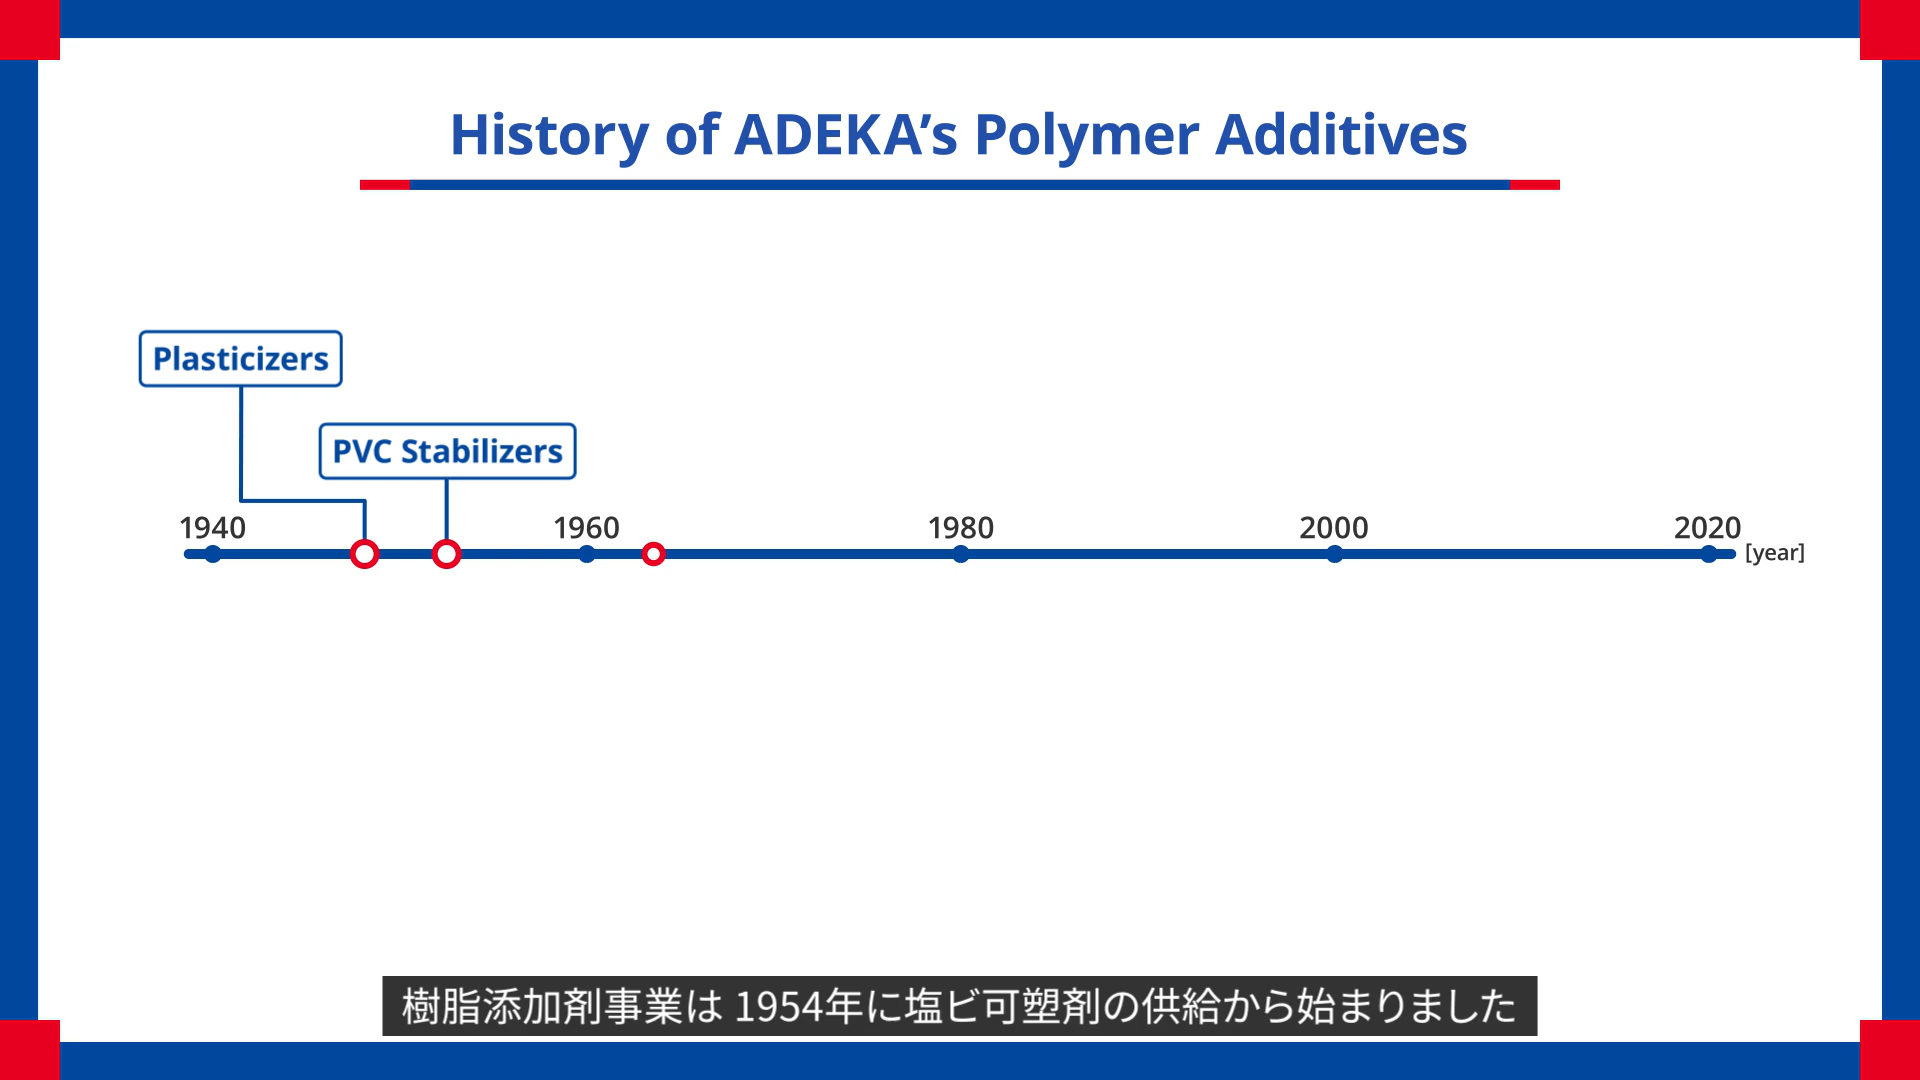 History of ADEKA’s Polymer Additives
Plasticizers
PVC Stabilizers
1940 1960 1980 2000 2020
[year]
樹脂添加剤事業は 1954年に塩ビ可塑剤の供給から始まりました